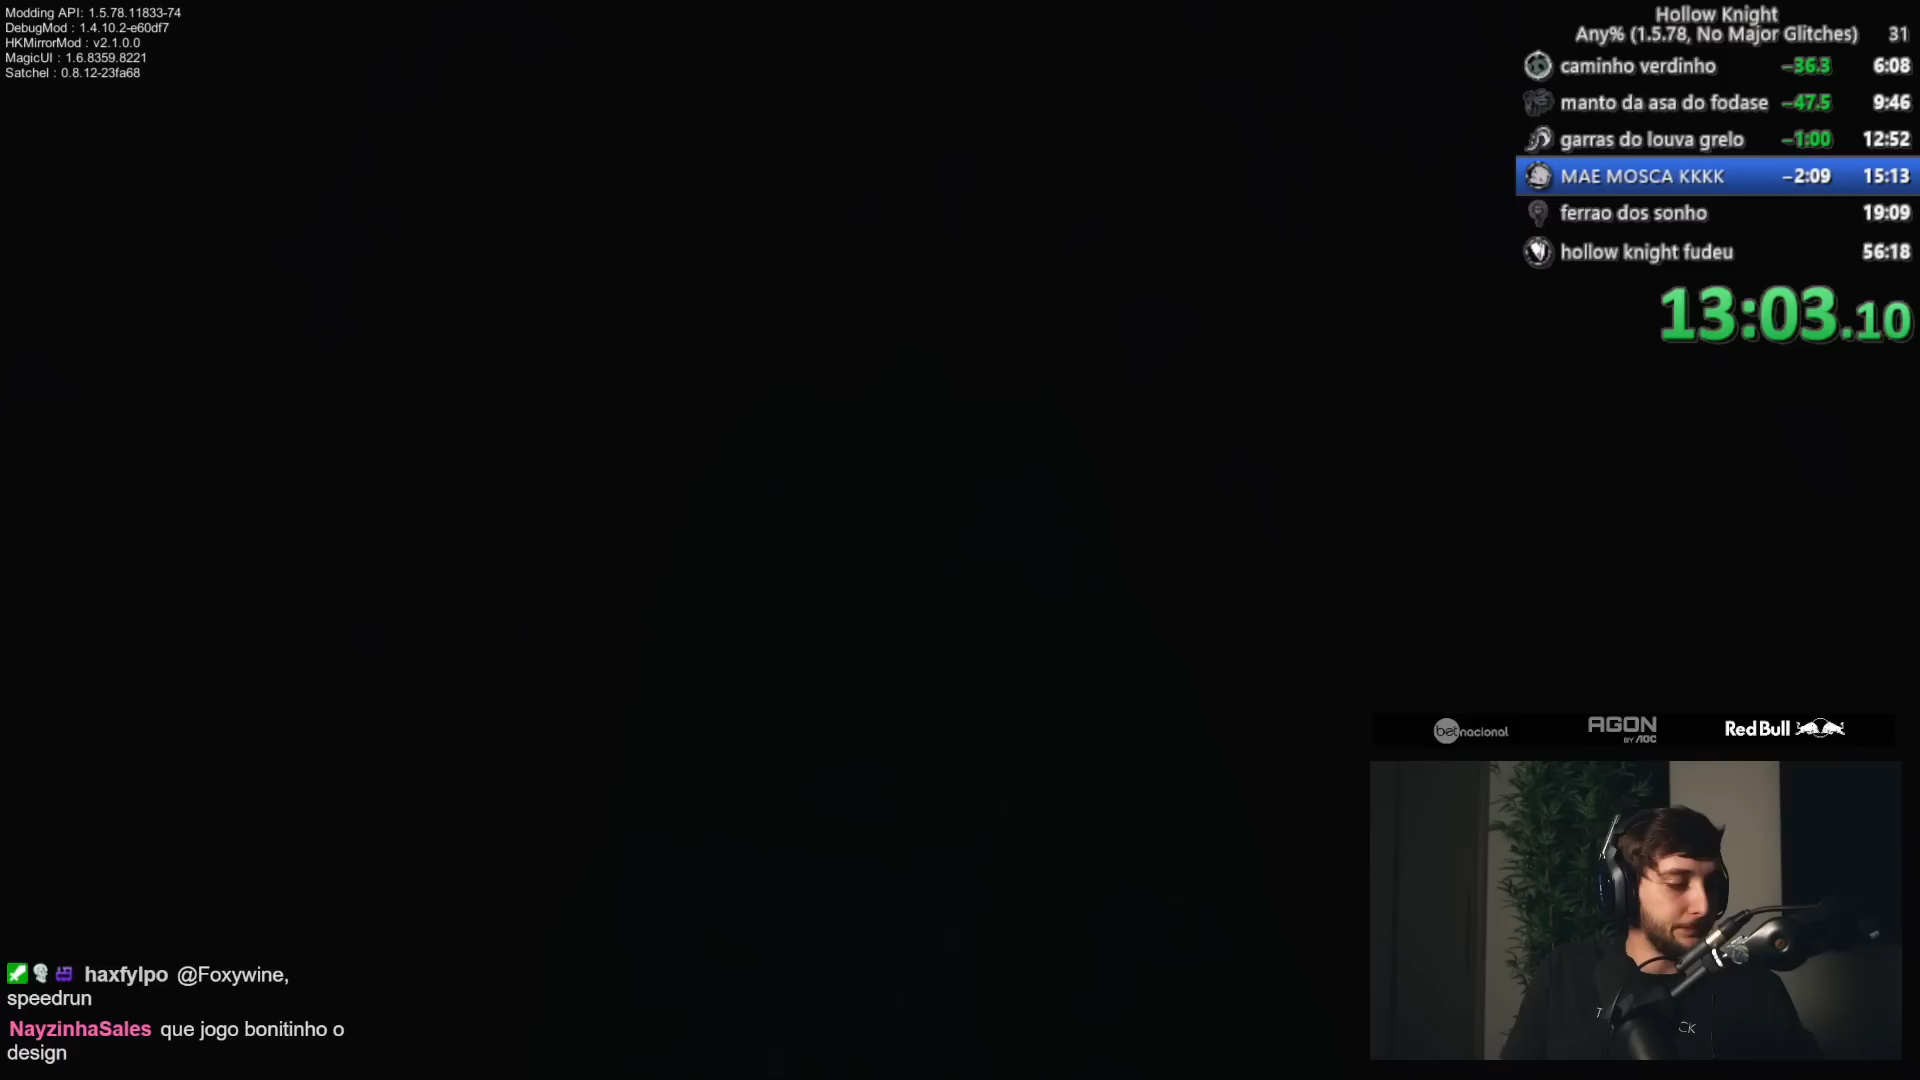 Modding API: 1.5.78.11833-74
DebugMod : 1.4.10.2-e60df7
HKMirrorMod : v2.1.0.0
MagicUI : 1.6.8359.8221
Satchel : 0.8.12-23fa68
Hollow Knight
Any% (1.5.78, No Major Glitches) 31
caminho verdinho −36.3 6:08
manto da asa do fodase −47.5 9:46
garras do louva grelo −1:00 12:52
MAE MOSCA KKKK −2:09 15:13
ferrao dos sonho 19:09
hollow knight fudeu 56:18
13:03.10
betnacional AGON Red Bull
BY AOC
haxfylpo @Foxywine,
speedrun
NayzinhaSales que jogo bonitinho o
design